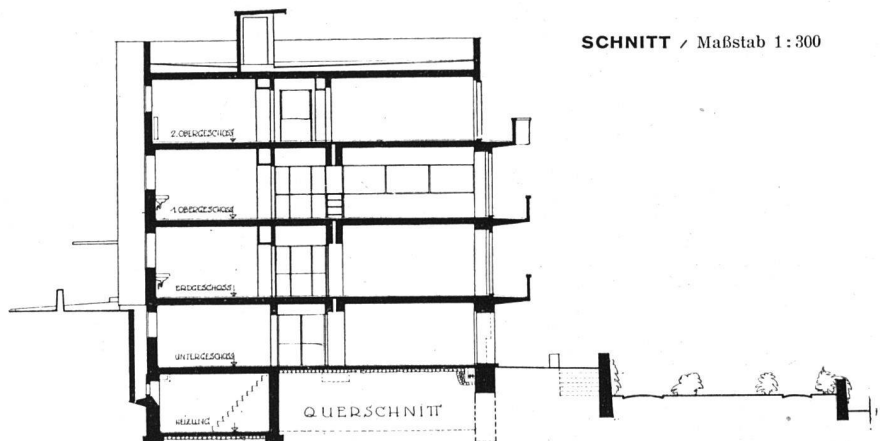 SCHNITT / Maßstab 1:300
2. OBERGESCHOSS
1. OBERGESCHOSS
ERDGESCHOSS
UNTERGESCHOSS
HEIZUNG
QUERSCHNITT